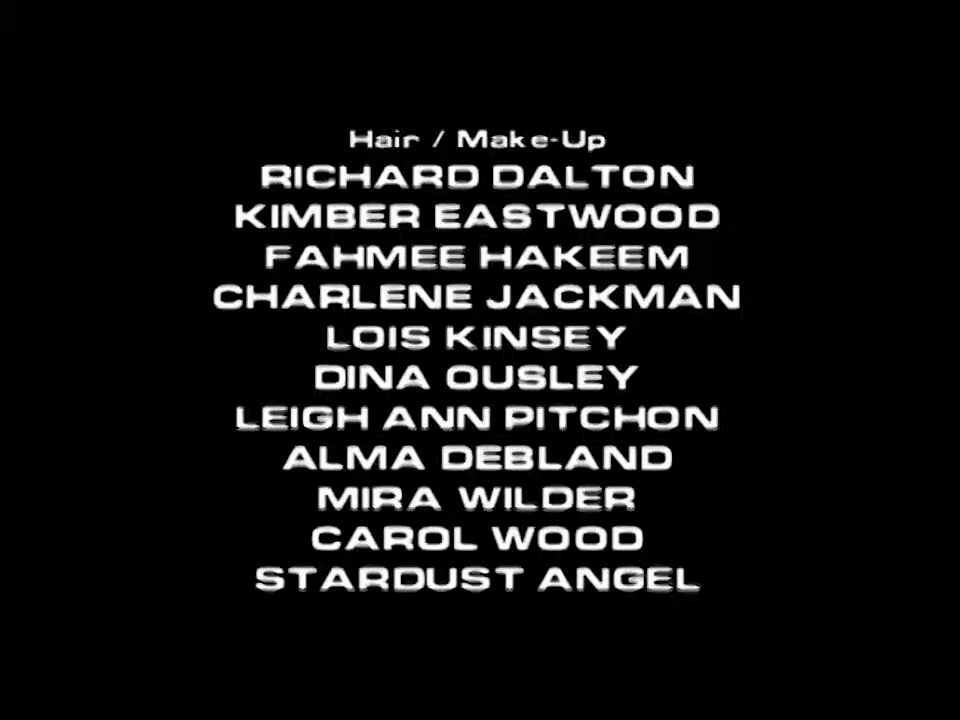 Hair / Make-Up
RICHARD DALTON
KIMBER EASTWOOD
FAHMEE HAKEEM
CHARLENE JACKMAN
LOIS KINSEY
DINA OUSLEY
LEIGH ANN PITCHON
ALMA DEBLAND
MIRA WILDER
CAROL WOOD
STARDUST ANGEL